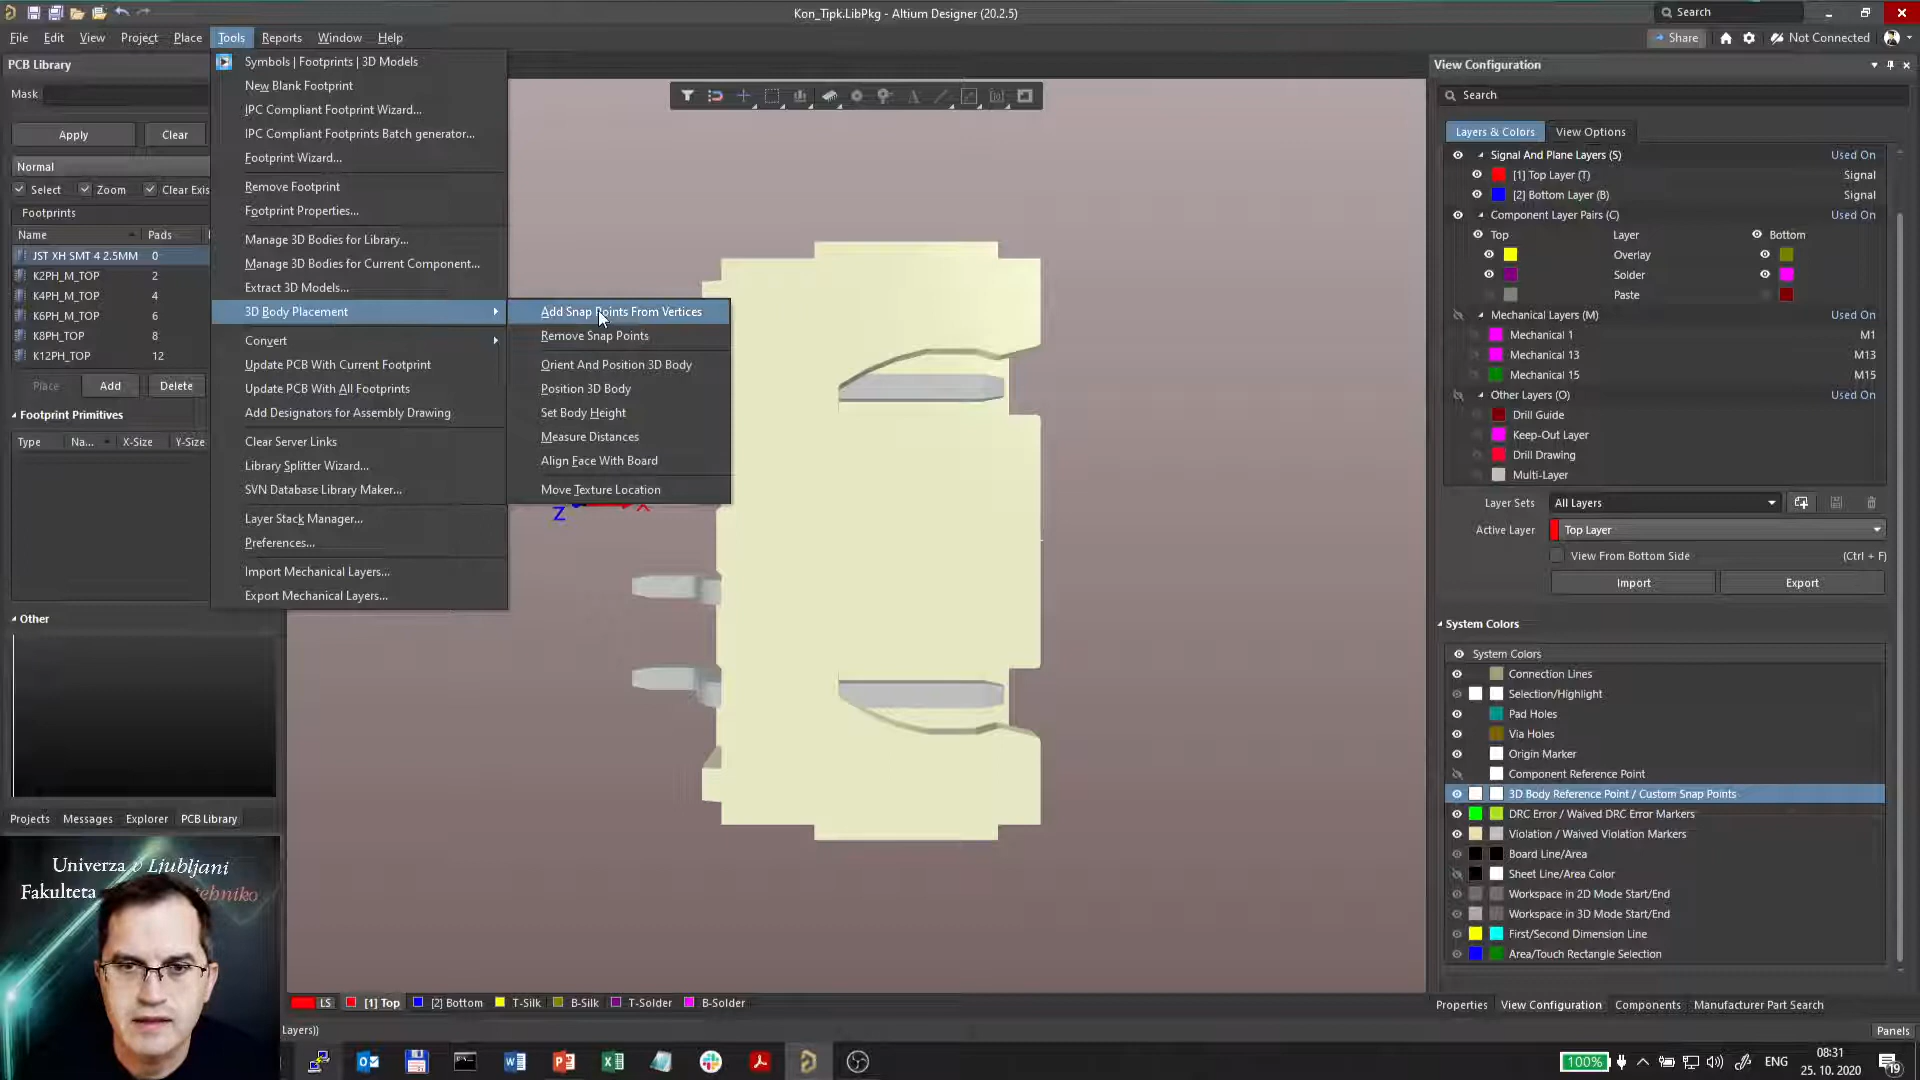 Kon_Tipk.LibPkg - Altium Designer (20.2.5)
Search
File Edit View Project Place Tools Reports Window Help
Share
Not Connected
PCB Library
Mask
Apply Clear
Normal
Select Zoom Clear Exis
Footprints
Name Pads
JST XH SMT 4 2.5MM 0
K2PH_M_TOP 2
K4PH_M_TOP 4
K6PH_M_TOP 6
K8PH_TOP 8
K12PH_TOP 12
Place Add Delete
Footprint Primitives
Type Na... X-Size Y-Size
Other
Projects Messages Explorer PCB Library
Symbols | Footprints | 3D Models
New Blank Footprint
IPC Compliant Footprint Wizard...
IPC Compliant Footprints Batch generator...
Footprint Wizard...
Remove Footprint
Footprint Properties...
Manage 3D Bodies for Library...
Manage 3D Bodies for Current Component...
Extract 3D Models...
3D Body Placement
Convert
Update PCB With Current Footprint
Update PCB With All Footprints
Add Designators for Assembly Drawing
Clear Server Links
Library Splitter Wizard...
SVN Database Library Maker...
Layer Stack Manager...
Preferences...
Import Mechanical Layers...
Export Mechanical Layers...
Add Snap Points From Vertices
Remove Snap Points
Orient And Position 3D Body
Position 3D Body
Set Body Height
Measure Distances
Align Face With Board
Move Texture Location
Z X
View Configuration
Search
Layers & Colors View Options
Signal And Plane Layers (S) Used On
[1] Top Layer (T) Signal
[2] Bottom Layer (B) Signal
Component Layer Pairs (C) Used On
Top Layer Bottom
Overlay
Solder
Paste
Mechanical Layers (M) Used On
Mechanical 1 M1
Mechanical 13 M13
Mechanical 15 M15
Other Layers (O) Used On
Drill Guide
Keep-Out Layer
Drill Drawing
Multi-Layer
Layer Sets All Layers
Active Layer Top Layer
View From Bottom Side (Ctrl + F)
Import Export
System Colors
System Colors
Connection Lines
Selection/Highlight
Pad Holes
Via Holes
Origin Marker
Component Reference Point
3D Body Reference Point / Custom Snap Points
DRC Error / Waived DRC Error Markers
Violation / Waived Violation Markers
Board Line/Area
Sheet Line/Area Color
Workspace in 2D Mode Start/End
Workspace in 3D Mode Start/End
First/Second Dimension Line
Area/Touch Rectangle Selection
Properties View Configuration Components Manufacturer Part Search
LS [1] Top [2] Bottom T-Silk B-Silk T-Solder B-Solder
Layers))
Panels
Univerza v Ljubljani
Fakulteta
100%
ENG
08:31
25. 10. 2020
19